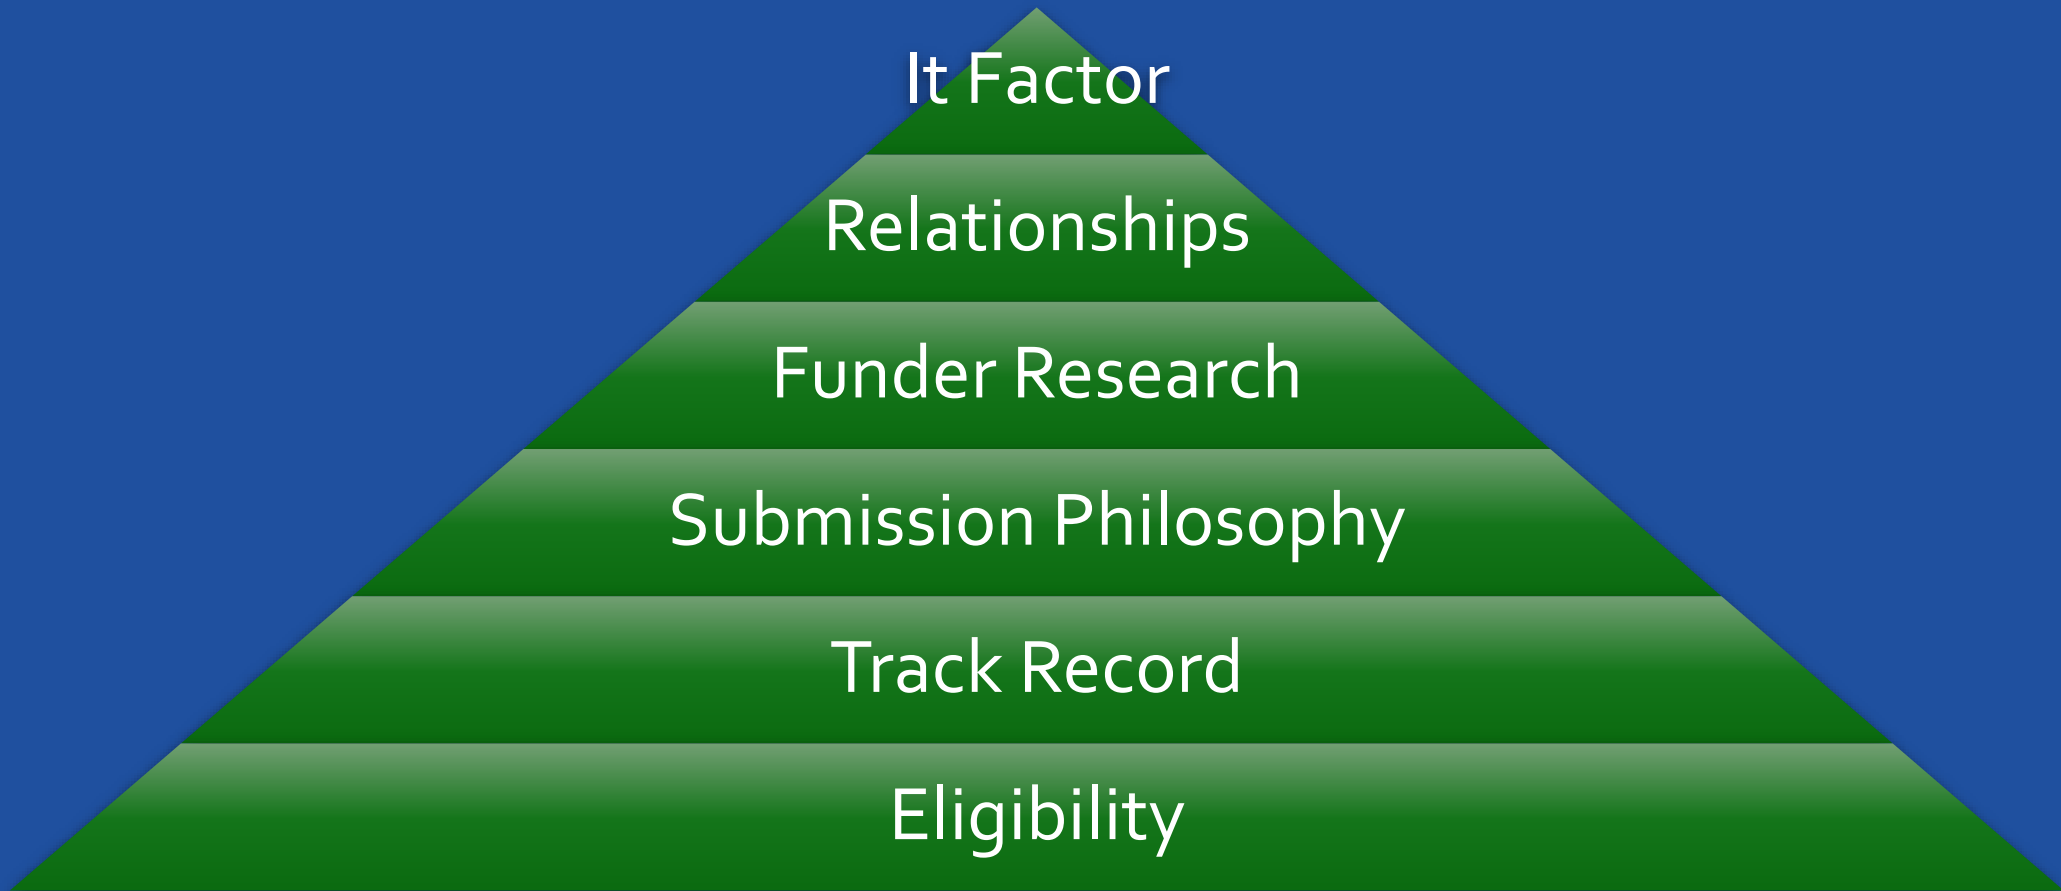 It Factor
Relationships
Funder Research
Submission Philosophy
Track Record
Eligibility